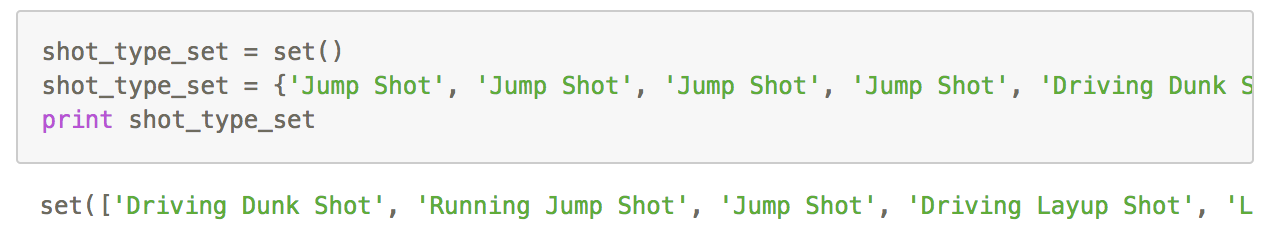 shot_type_set = set()
shot_type_set = {'Jump Shot', 'Jump Shot', 'Jump Shot', 'Jump Shot', 'Driving Dunk S
print shot_type_set
set(['Driving Dunk Shot', 'Running Jump Shot', 'Jump Shot', 'Driving Layup Shot', 'L